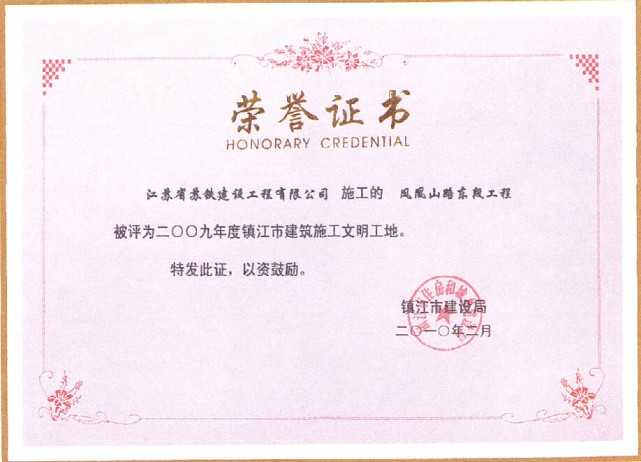 荣誉证书
HONORARY CREDENTIAL
江苏省苏铁建设工程有限公司 施工的 凤凰山路东段工程
被评为二〇〇九年度镇江市建筑施工文明工地。
特发此证，以资鼓励。
镇江市建设局
二〇一〇年二月